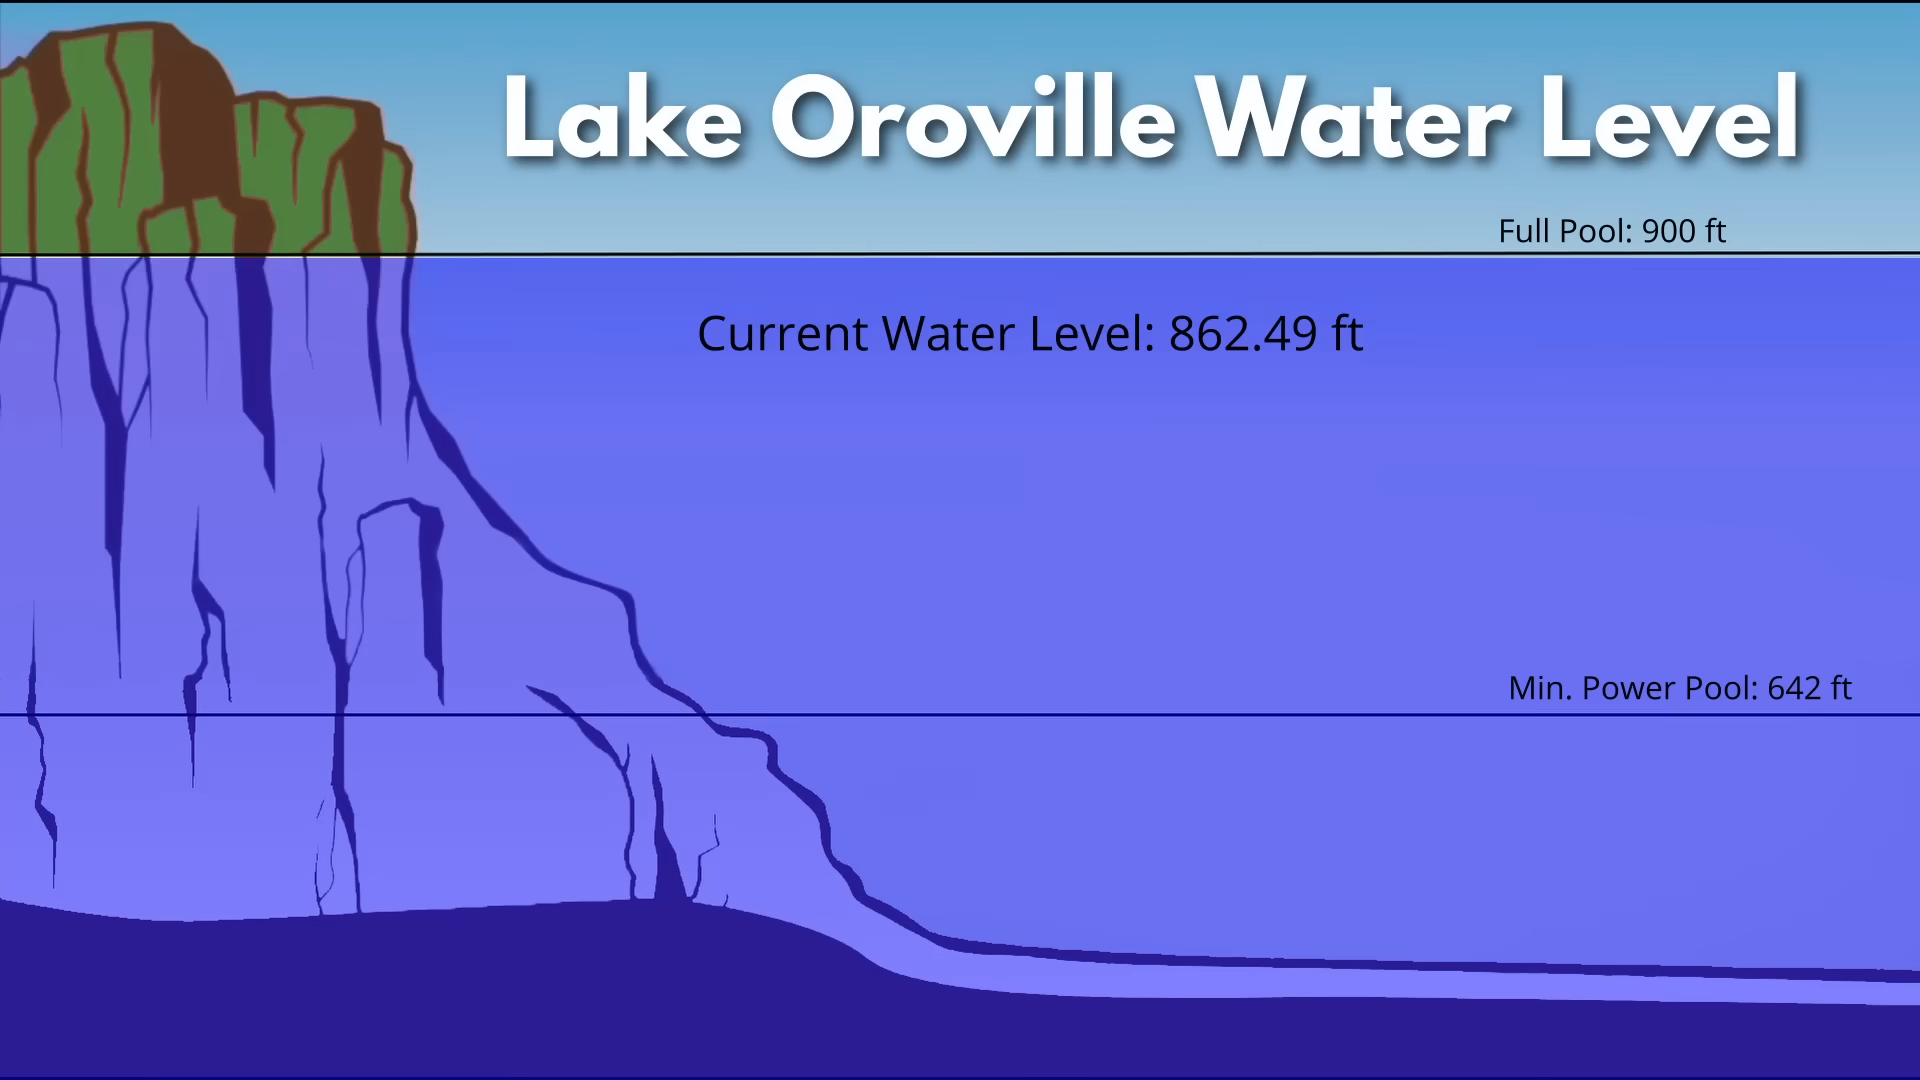 Lake Oroville Water Level
Full Pool: 900 ft
Current Water Level: 862.49 ft
Min. Power Pool: 642 ft